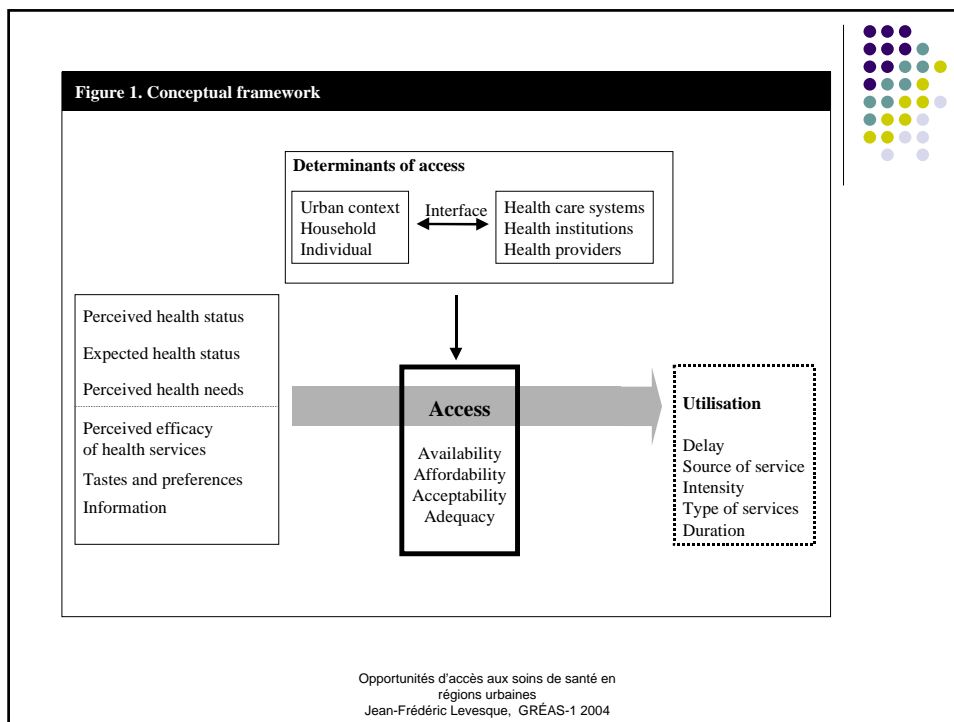 Figure 1. Conceptual framework
Determinants of access
Urban context
Household
Individual
Interface
Health care systems
Health institutions
Health providers
Perceived health status
Expected health status
Perceived health needs
Perceived efficacy
of health services
Tastes and preferences
Information
Access
Availability
Affordability
Acceptability
Adequacy
Utilisation
Delay
Source of service
Intensity
Type of services
Duration
Opportunités d'accès aux soins de santé en
régions urbaines
Jean-Frédéric Levesque, GRÉAS-1 2004